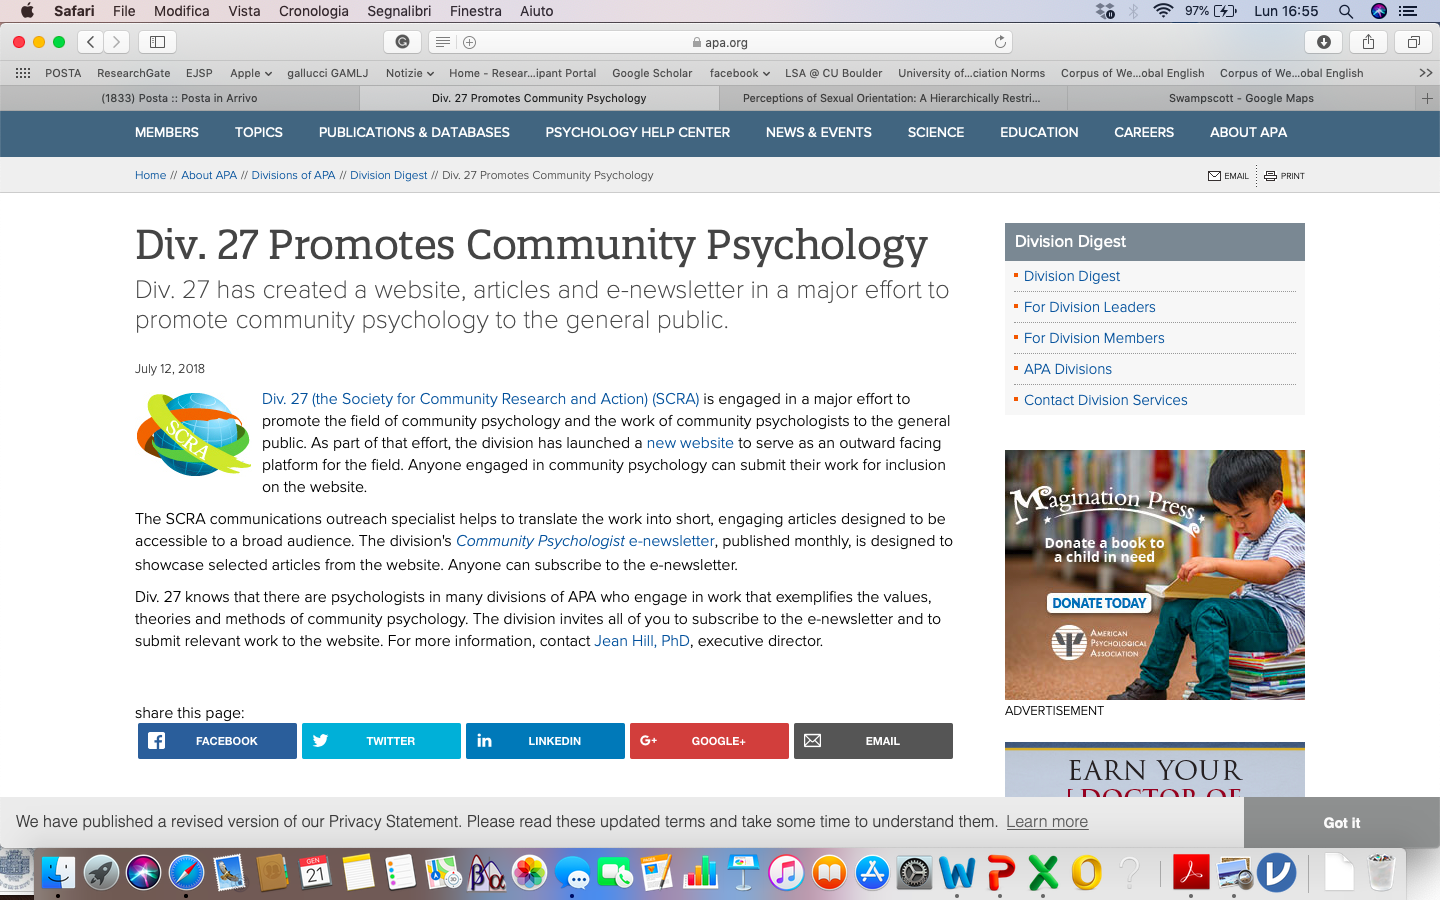 Safari File Modifica Vista Cronologia Segnalibri Finestra Aiuto 97% Lun 16:55
apa.org
POSTA ResearchGate EJSP Apple gallucci GAMLJ Notizie Home - Resear...ipant Portal Google Scholar facebook LSA @ CU Boulder University of...ciation Norms Corpus of We...obal English Corpus of We...obal English
(1833) Posta :: Posta in Arrivo Div. 27 Promotes Community Psychology Perceptions of Sexual Orientation: A Hierarchically Restri... Swampscott - Google Maps
MEMBERS TOPICS PUBLICATIONS & DATABASES PSYCHOLOGY HELP CENTER NEWS & EVENTS SCIENCE EDUCATION CAREERS ABOUT APA
Home // About APA // Divisions of APA // Division Digest // Div. 27 Promotes Community Psychology EMAIL PRINT
Div. 27 Promotes Community Psychology
Div. 27 has created a website, articles and e-newsletter in a major effort to
promote community psychology to the general public.
July 12, 2018
SCRA
Div. 27 (the Society for Community Research and Action) (SCRA) is engaged in a major effort to
promote the field of community psychology and the work of community psychologists to the general
public. As part of that effort, the division has launched a new website to serve as an outward facing
platform for the field. Anyone engaged in community psychology can submit their work for inclusion
on the website.
The SCRA communications outreach specialist helps to translate the work into short, engaging articles designed to be
accessible to a broad audience. The division's Community Psychologist e-newsletter, published monthly, is designed to
showcase selected articles from the website. Anyone can subscribe to the e-newsletter.
Div. 27 knows that there are psychologists in many divisions of APA who engage in work that exemplifies the values,
theories and methods of community psychology. The division invites all of you to subscribe to the e-newsletter and to
submit relevant work to the website. For more information, contact Jean Hill, PhD, executive director.
share this page:
FACEBOOK TWITTER LINKEDIN GOOGLE+ EMAIL
Division Digest
Division Digest
For Division Leaders
For Division Members
APA Divisions
Contact Division Services
Magination Press
Donate a book to
a child in need
DONATE TODAY
AMERICAN
PSYCHOLOGICAL
ASSOCIATION
ADVERTISEMENT
EARN YOUR
DOCTOR OF
We have published a revised version of our Privacy Statement. Please read these updated terms and take some time to understand them. Learn more Got it
GEN
21